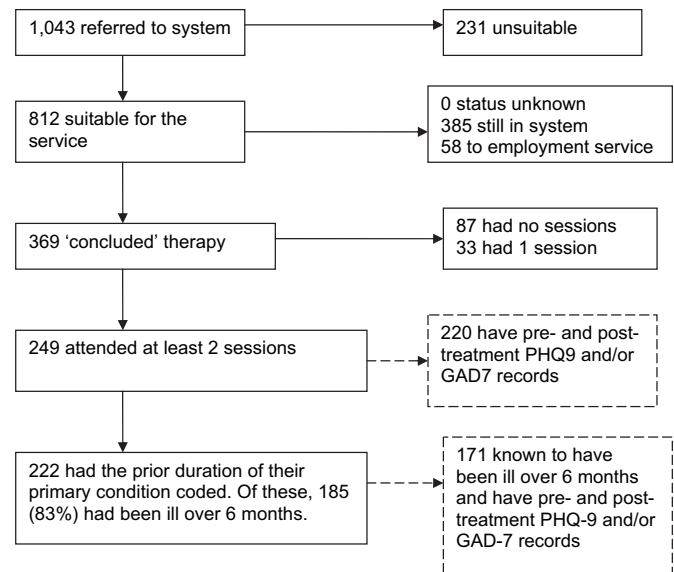 1,043 referred to system
231 unsuitable
812 suitable for the
service
0 status unknown
385 still in system
58 to employment service
369 ‘concluded’ therapy
87 had no sessions
33 had 1 session
249 attended at least 2 sessions
220 have pre- and post-
treatment PHQ9 and/or
GAD7 records
222 had the prior duration of their
primary condition coded. Of these, 185
(83%) had been ill over 6 months.
171 known to have
been ill over 6 months
and have pre- and post-
treatment PHQ-9 and/or
GAD-7 records